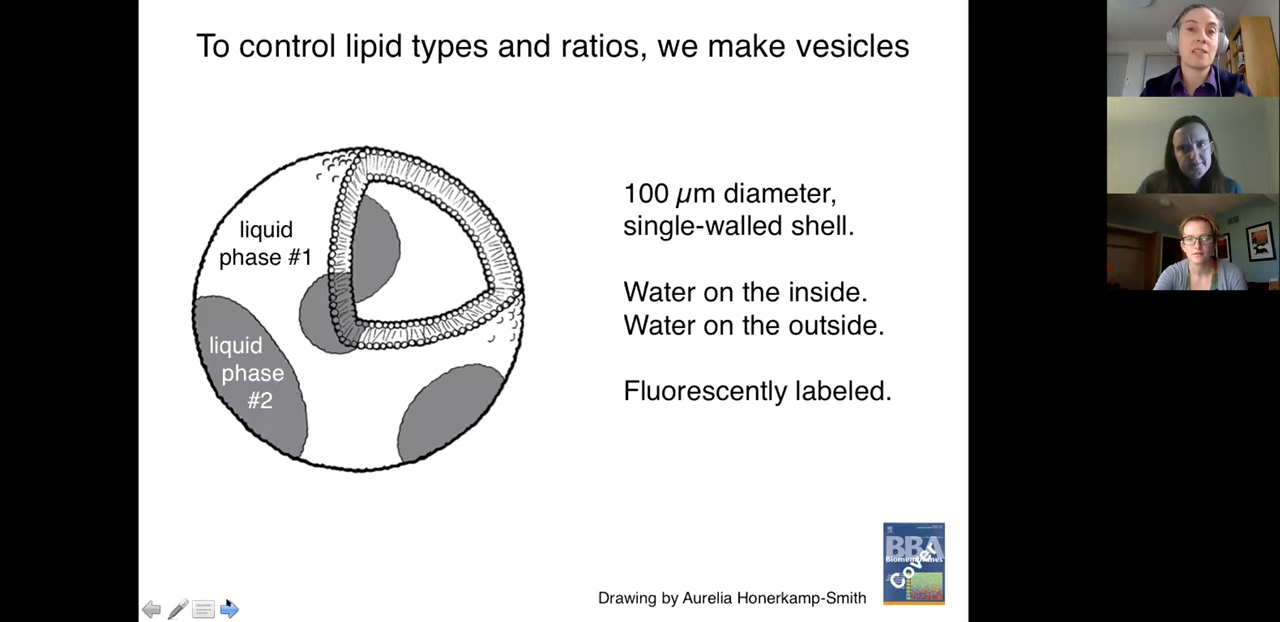 To control lipid types and ratios, we make vesicles
liquid
phase #1
liquid
phase
#2
100 µm diameter,
single-walled shell.
Water on the inside.
Water on the outside.
Fluorescently labeled.
BBA
Biomembranes
Cover
Drawing by Aurelia Honerkamp-Smith